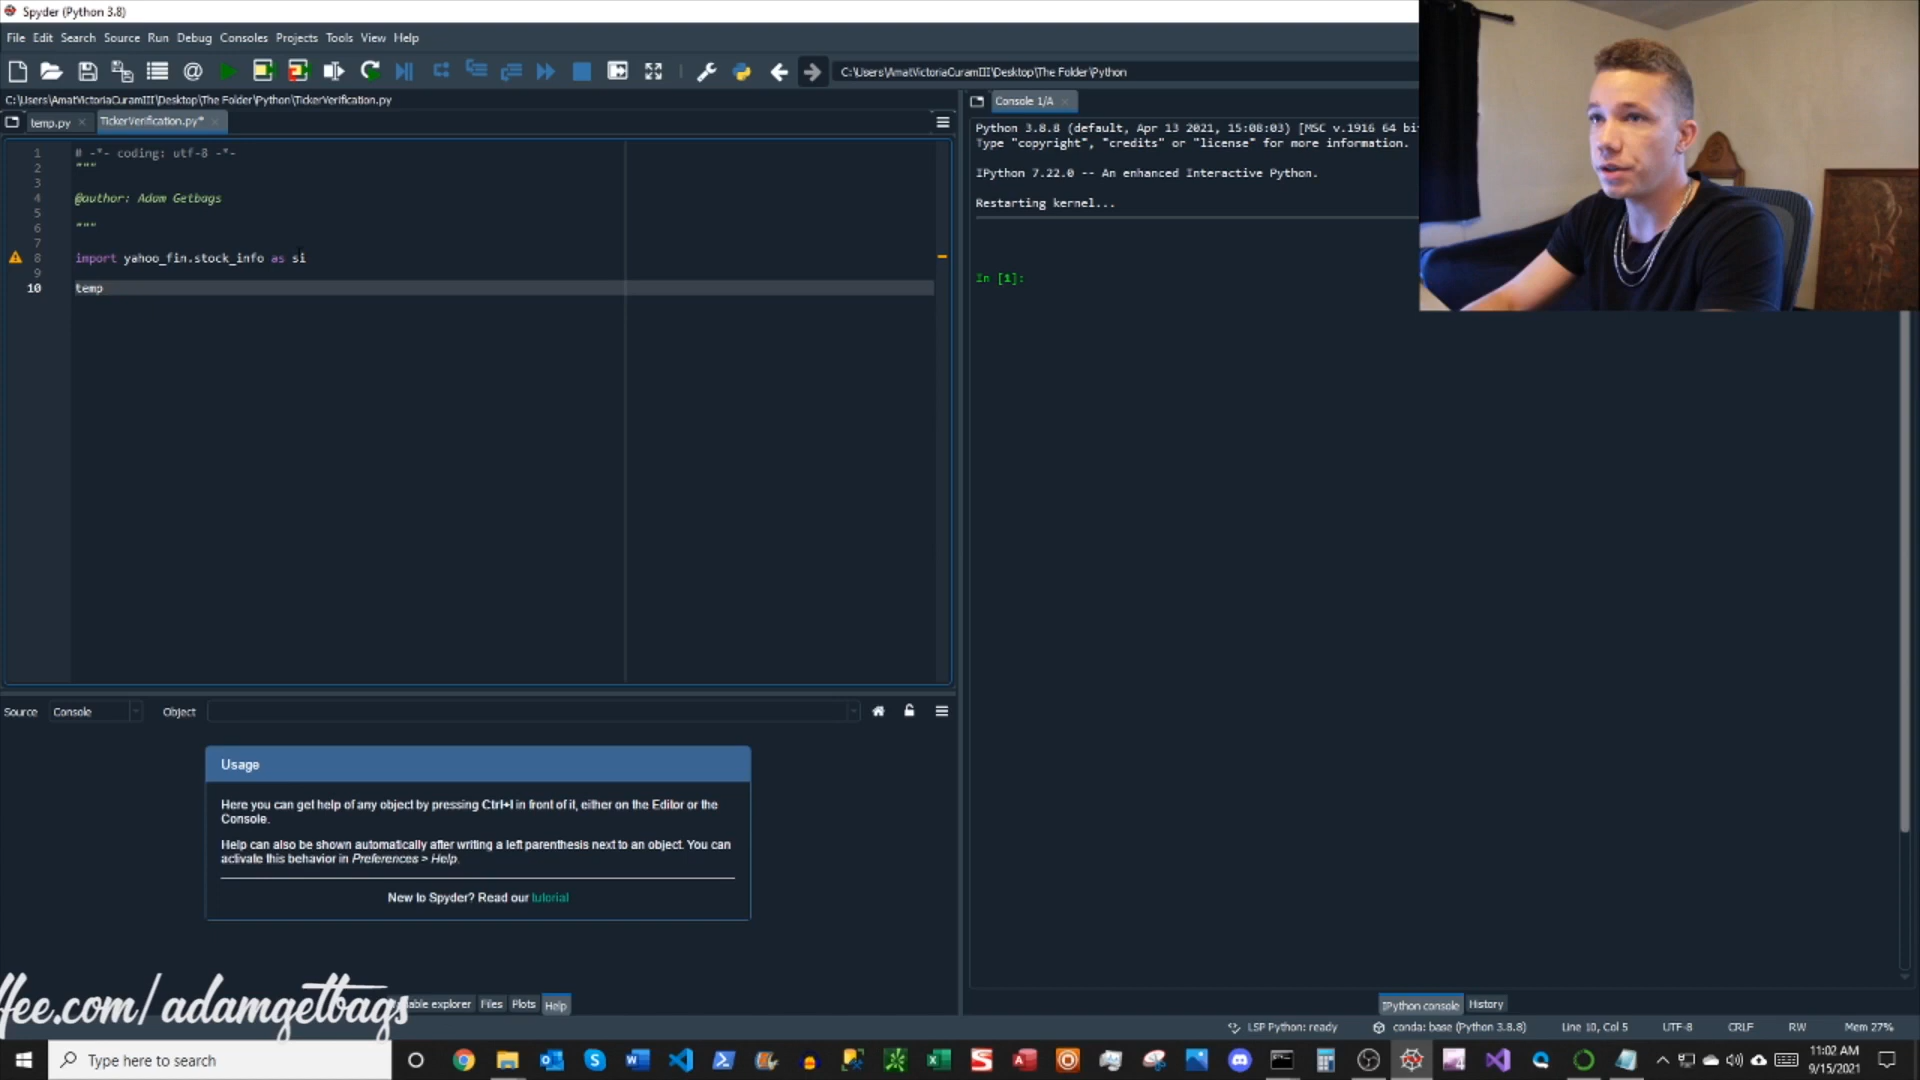 Spyder (Python 3.8)
File Edit Search Source Run Debug Consoles Projects Tools View Help
C:\Users\AmatVictoriaCuramIII\Desktop\The Folder\Python
C:\Users\AmatVictoriaCuramIII\Desktop\The Folder\Python\TickerVerification.py
temp.py
TickerVerification.py*
Console 1/A
1 # -*- coding: utf-8 -*-
2 """
3
4 @author: Adam Getbags
5
6 """
7
8 import yahoo_fin.stock_info as si
9
10 temp
Python 3.8.8 (default, Apr 13 2021, 15:08:03) [MSC v.1916 64 bi
Type "copyright", "credits" or "license" for more information.
IPython 7.22.0 -- An enhanced Interactive Python.
Restarting kernel...
In [1]:
Source Console Object
Usage
Here you can get help of any object by pressing Ctrl+I in front of it, either on the Editor or the
Console.
Help can also be shown automatically after writing a left parenthesis next to an object. You can
activate this behavior in Preferences > Help.
New to Spyder? Read our tutorial
ffee.com/adamgetbags
able explorer Files Plots Help
IPython console History
LSP Python: ready conda: base (Python 3.8.8) Line 10, Col 5 UTF-8 CRLF RW Mem 27%
Type here to search
11:02 AM
9/15/2021